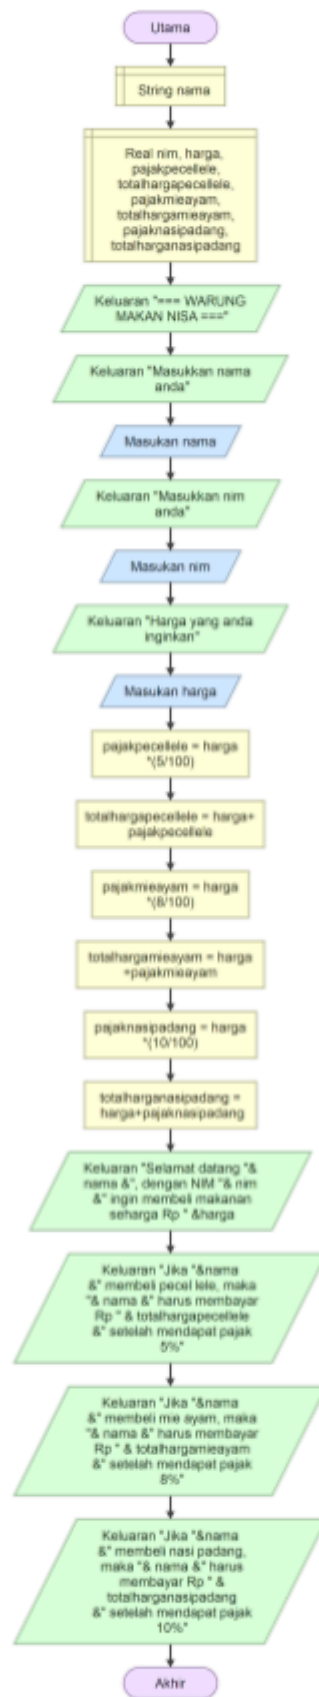 Utama
String nama
Real nim, harga,
pajakpecellele,
totalhargapecellele,
pajakmieayam,
totalhargamieayam,
pajaknasipadang,
totalharganasipadang
Keluaran "=== WARUNG
MAKAN NISA ==="
Keluaran "Masukkan nama
anda"
Masukan nama
Keluaran "Masukkan nim
anda"
Masukan nim
Keluaran "Harga yang anda
inginkan"
Masukan harga
pajakpecellele = harga
*(5/100)
totalhargapecellele = harga+
pajakpecellele
pajakmieayam = harga
*(8/100)
totalhargamieayam = harga
+pajakmieayam
pajaknasipadang = harga
*(10/100)
totalharganasipadang =
harga+pajaknasipadang
Keluaran "Selamat datang "&
nama &", dengan NIM "& nim
&" ingin membeli makanan
seharga Rp " &harga
Keluaran "Jika "&nama
&" membeli pecel lele, maka
"& nama &" harus membayar
Rp " & totalhargapecellele
&" setelah mendapat pajak
5%"
Keluaran "Jika "&nama
&" membeli mie ayam, maka
"& nama &" harus membayar
Rp " & totalhargamieayam
&" setelah mendapat pajak
8%"
Keluaran "Jika "&nama
&" membeli nasi padang,
maka "& nama &" harus
membayar Rp " &
totalharganasipadang
&" setelah mendapat pajak
10%"
Akhir